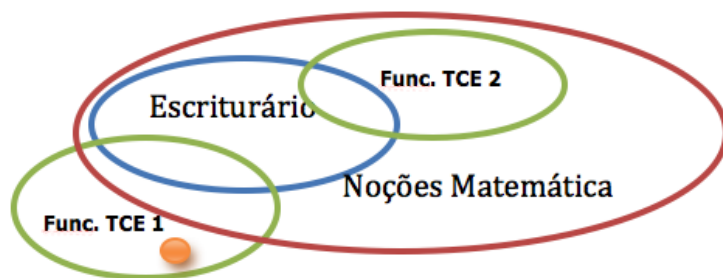 Func. TCE 2
Escriturário
Noções Matemática
Func. TCE 1